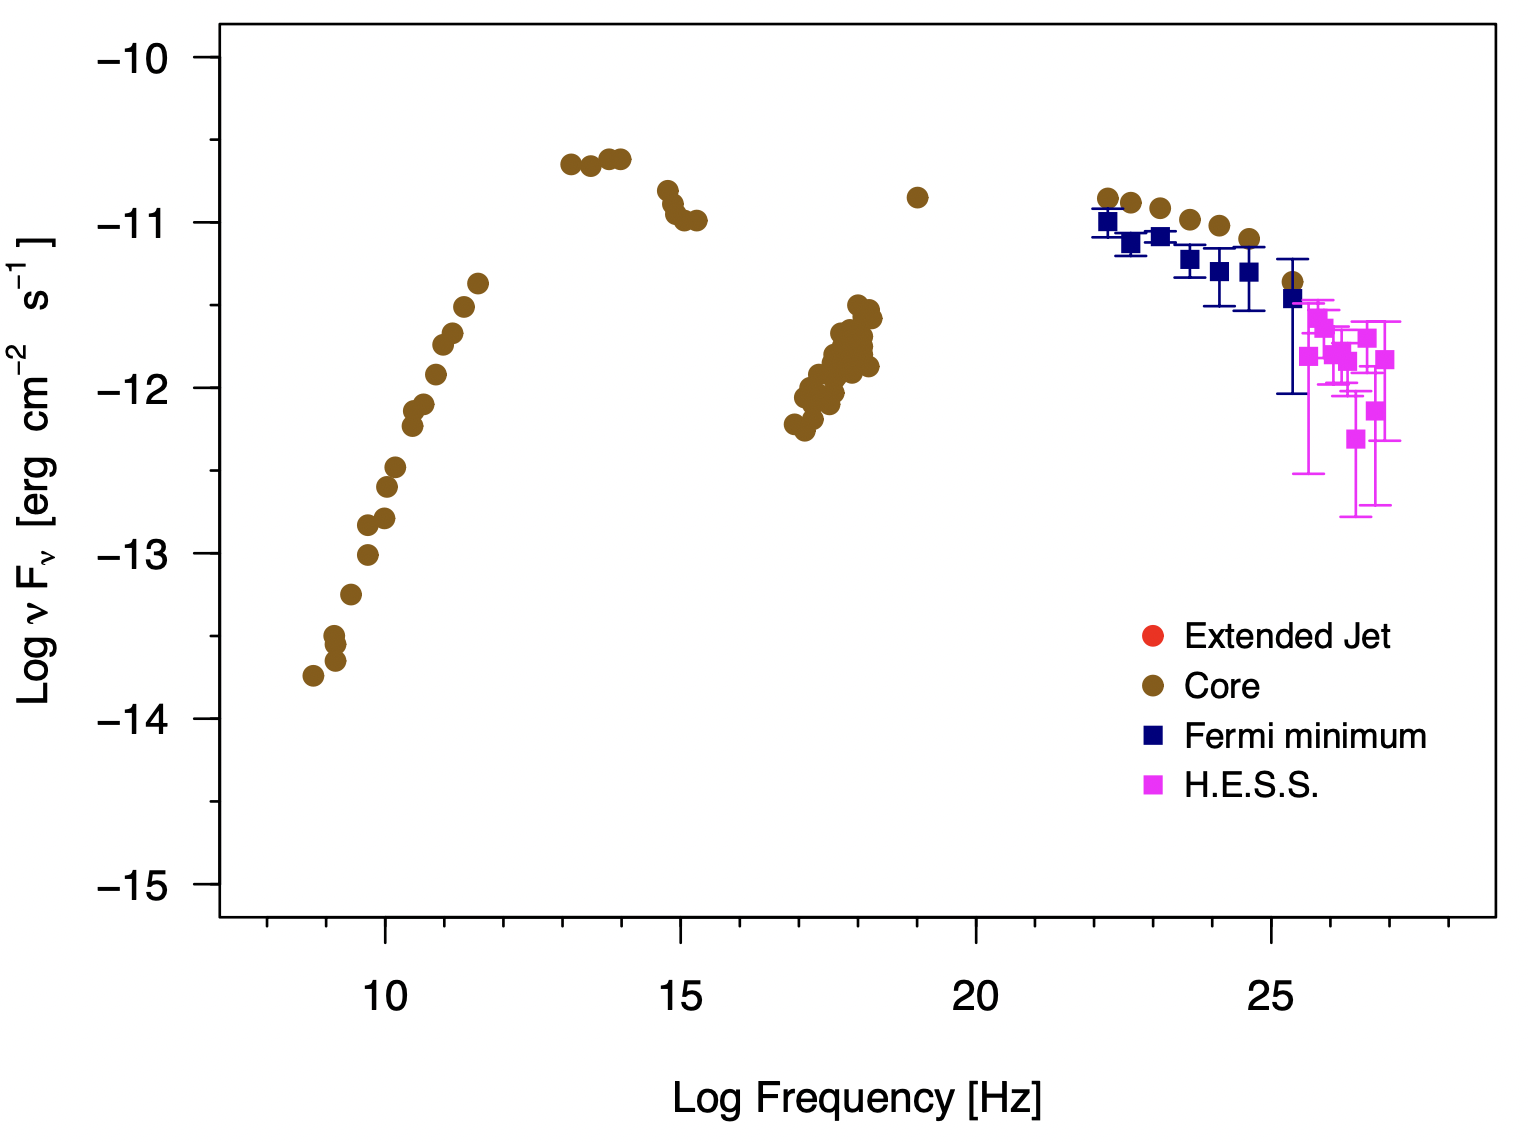 −10
−11
−12
−13
−14
−15
Log ν Fν [erg cm−2 s−1 ]
Extended Jet
Core
Fermi minimum
H.E.S.S.
10 15 20 25
Log Frequency [Hz]